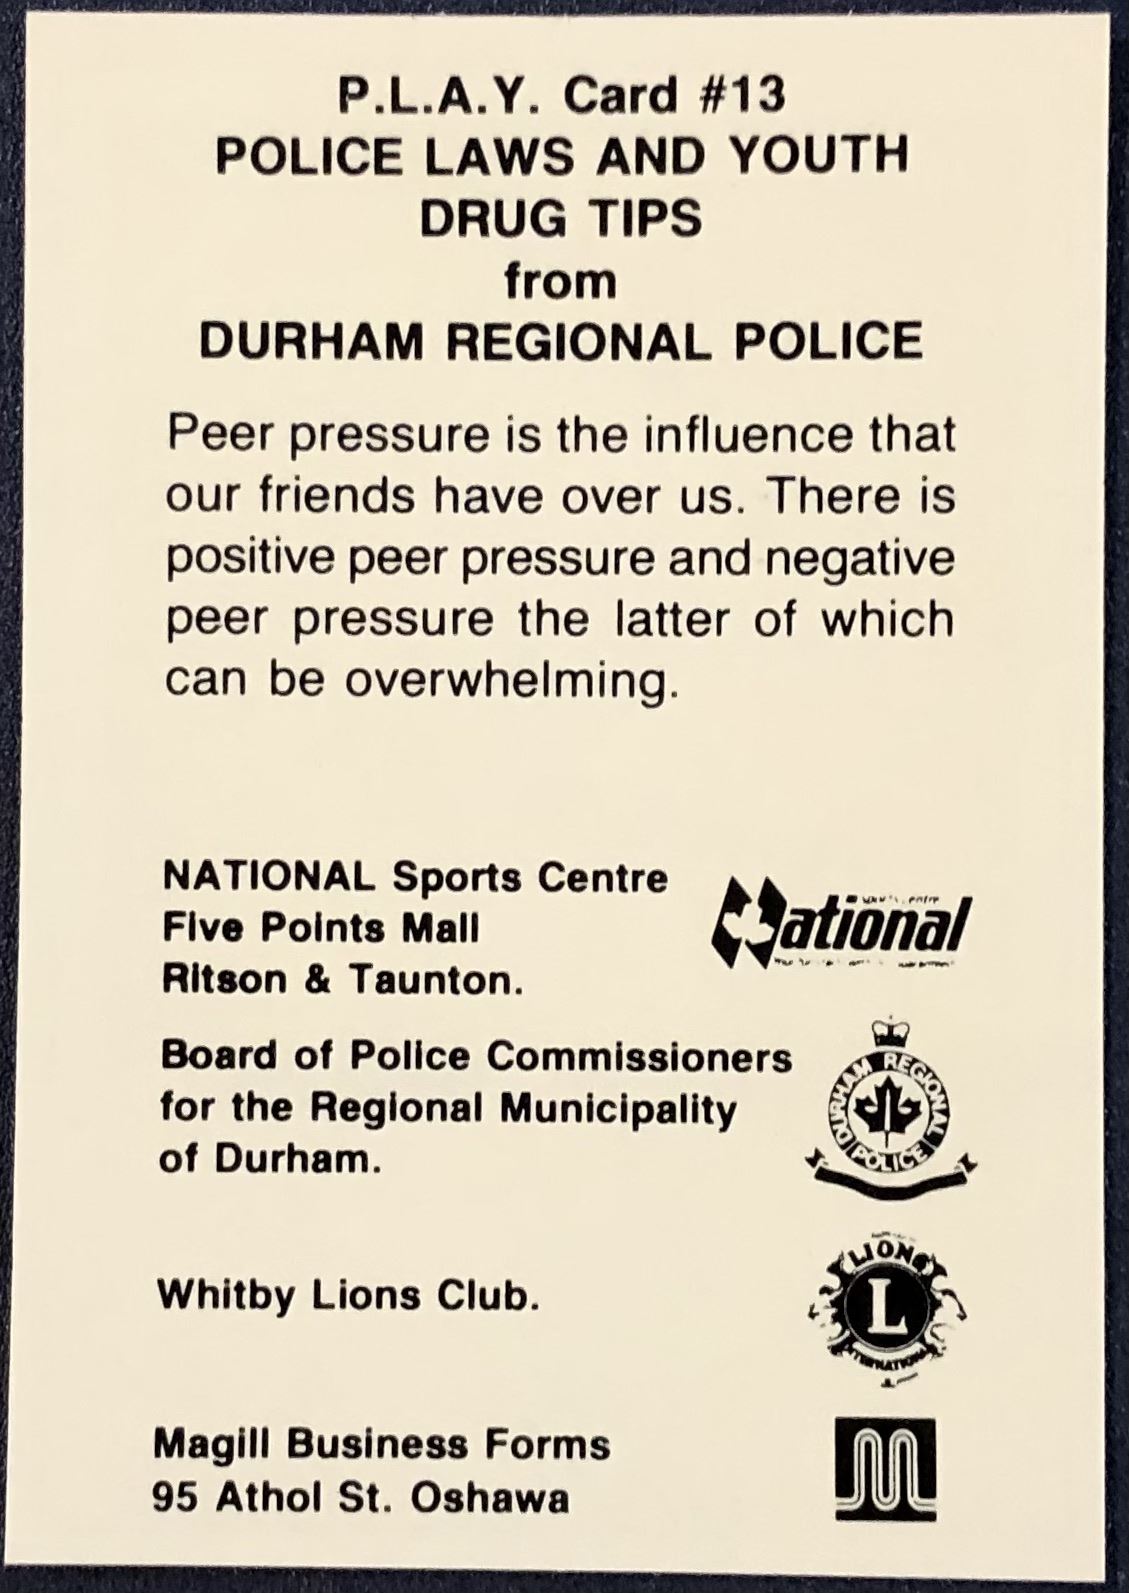 P.L.A.Y. Card #13
POLICE LAWS AND YOUTH
DRUG TIPS
from
DURHAM REGIONAL POLICE
Peer pressure is the influence that
our friends have over us. There is
positive peer pressure and negative
peer pressure the latter of which
can be overwhelming.
NATIONAL Sports Centre
Five Points Mall
Ritson & Taunton.
National
Board of Police Commissioners
for the Regional Municipality
of Durham.
DURHAM REGIONAL
POLICE
Whitby Lions Club.
LIONS
L
INTERNATIONAL
Magill Business Forms
95 Athol St. Oshawa